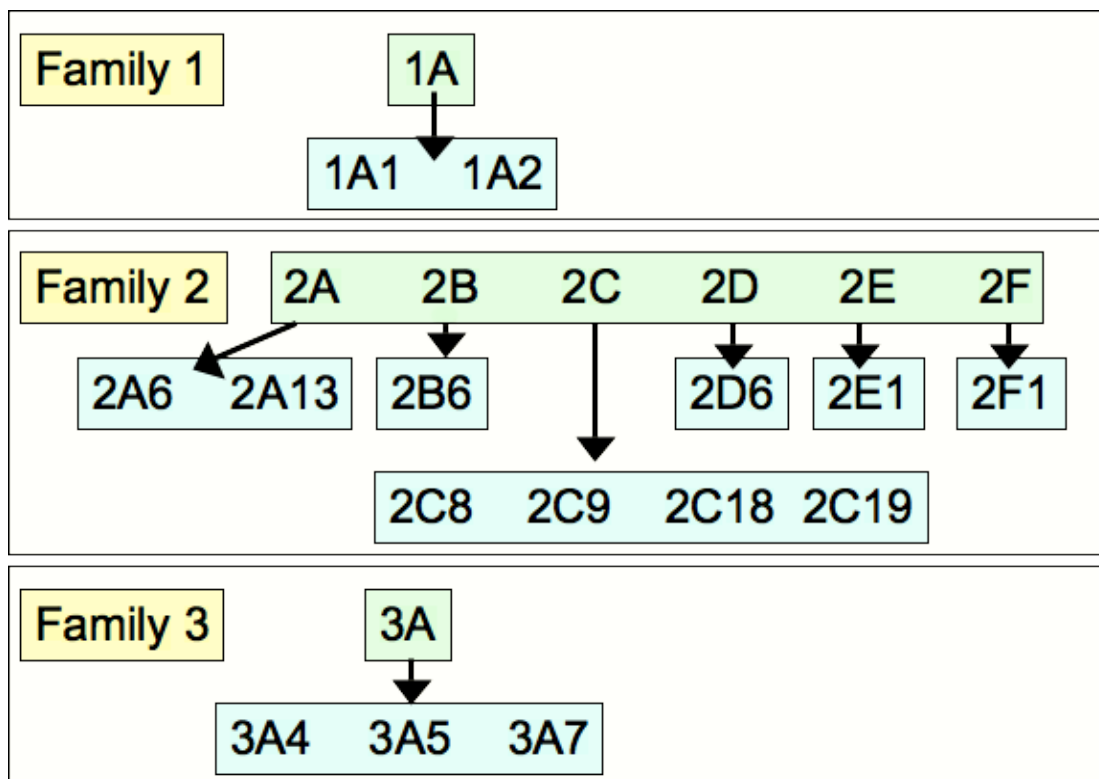 Family 1 1A
1A1 1A2
Family 2 2A 2B 2C 2D 2E 2F
2A6 2A13 2B6 2D6 2E1 2F1
2C8 2C9 2C18 2C19
Family 3 3A
3A4 3A5 3A7